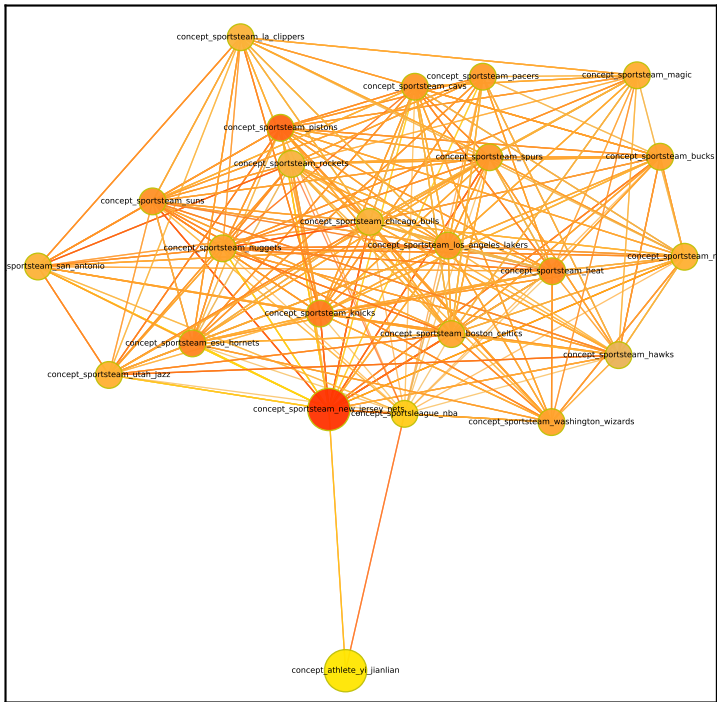 concept_sportsteam_la_clippers
concept_sportsteam_pacers
concept_sportsteam_magic
concept_sportsteam_cavs
concept_sportsteam_pistons
concept_sportsteam_spurs
concept_sportsteam_bucks
concept_sportsteam_rockets
concept_sportsteam_suns
concept_sportsteam_chicago_bulls
concept_sportsteam_nuggets
concept_sportsteam_los_angeles_lakers
concept_sportsteam_r
sportsteam_san_antonio
concept_sportsteam_heat
concept_sportsteam_knicks
concept_sportsteam_boston_celtics
concept_sportsteam_esu_hornets
concept_sportsteam_hawks
concept_sportsteam_utah_jazz
concept_sportsteam_new_jersey_nets
concept_sportsleague_nba
concept_sportsteam_washington_wizards
concept_athlete_yi_jianlian